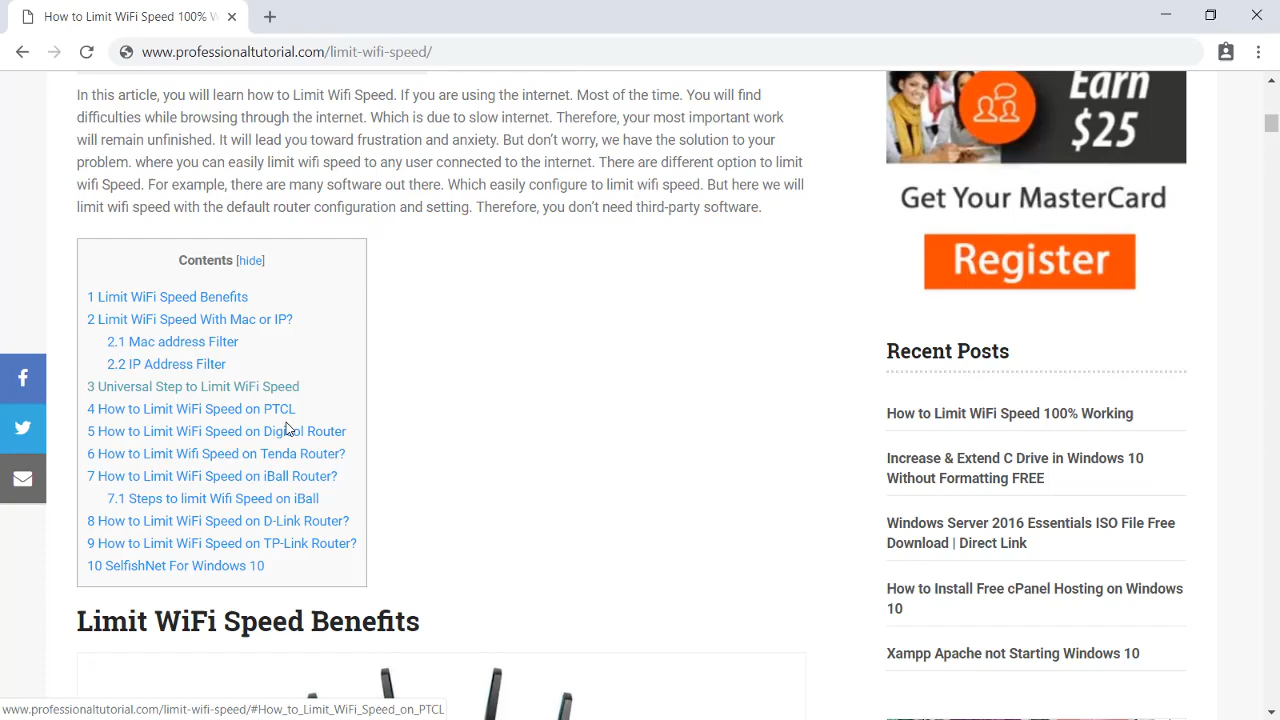 How to Limit WiFi Speed 100% W
www.professionaltutorial.com/limit-wifi-speed/
In this article, you will learn how to Limit Wifi Speed. If you are using the internet. Most of the time. You will find
difficulties while browsing through the internet. Which is due to slow internet. Therefore, your most important work
will remain unfinished. It will lead you toward frustration and anxiety. But don’t worry, we have the solution to your
problem. where you can easily limit wifi speed to any user connected to the internet. There are different option to limit
wifi Speed. For example, there are many software out there. Which easily configure to limit wifi speed. But here we will
limit wifi speed with the default router configuration and setting. Therefore, you don’t need third-party software.
Contents [hide]
1 Limit WiFi Speed Benefits
2 Limit WiFi Speed With Mac or IP?
2.1 Mac address Filter
2.2 IP Address Filter
3 Universal Step to Limit WiFi Speed
4 How to Limit WiFi Speed on PTCL
5 How to Limit WiFi Speed on Digicol Router
6 How to Limit Wifi Speed on Tenda Router?
7 How to Limit WiFi Speed on iBall Router?
7.1 Steps to limit Wifi Speed on iBall
8 How to Limit WiFi Speed on D-Link Router?
9 How to Limit WiFi Speed on TP-Link Router?
10 SelfishNet For Windows 10
Limit WiFi Speed Benefits
Earn
$25
Get Your MasterCard
Register
Recent Posts
How to Limit WiFi Speed 100% Working
Increase & Extend C Drive in Windows 10
Without Formatting FREE
Windows Server 2016 Essentials ISO File Free
Download | Direct Link
How to Install Free cPanel Hosting on Windows
10
Xampp Apache not Starting Windows 10
www.professionaltutorial.com/limit-wifi-speed/#How_to_Limit_WiFi_Speed_on_PTCL